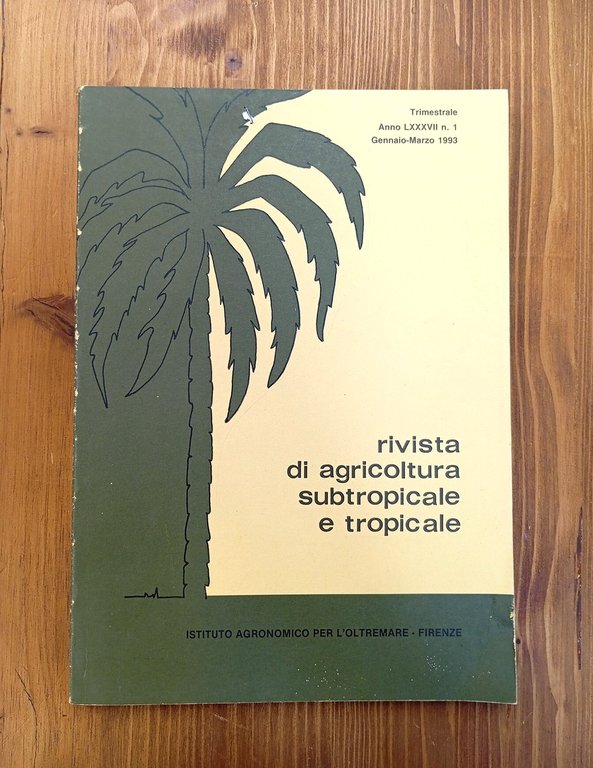 Trimestrale
Anno LXXXVII n. 1
Gennaio-Marzo 1993
rivista
di agricoltura
subtropicale
e tropicale
ISTITUTO AGRONOMICO PER L'OLTREMARE - FIRENZE